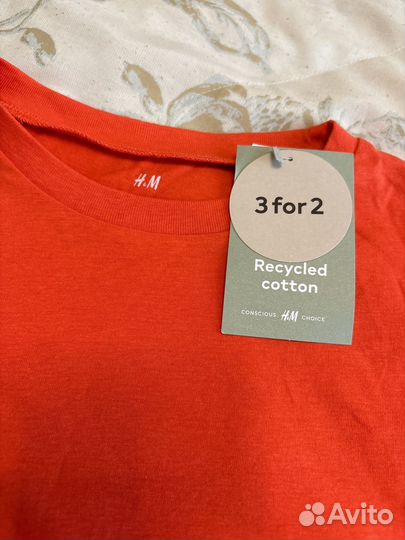 H&M
3 for 2
Recycled
cotton
CONSCIOUS H&M CHOICE
Avito